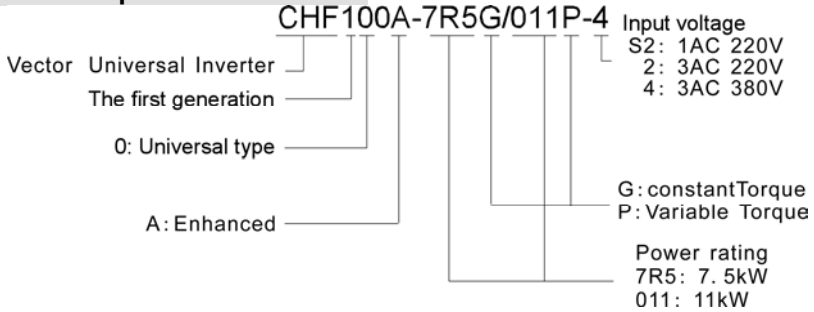 CHF100A-7R5G/011P-4
Input voltage
S2: 1AC 220V
2: 3AC 220V
4: 3AC 380V
Vector Universal Inverter
The first generation
0: Universal type
A: Enhanced
G:constantTorque
P: Variable Torque
Power rating
7R5: 7. 5kW
011: 11kW